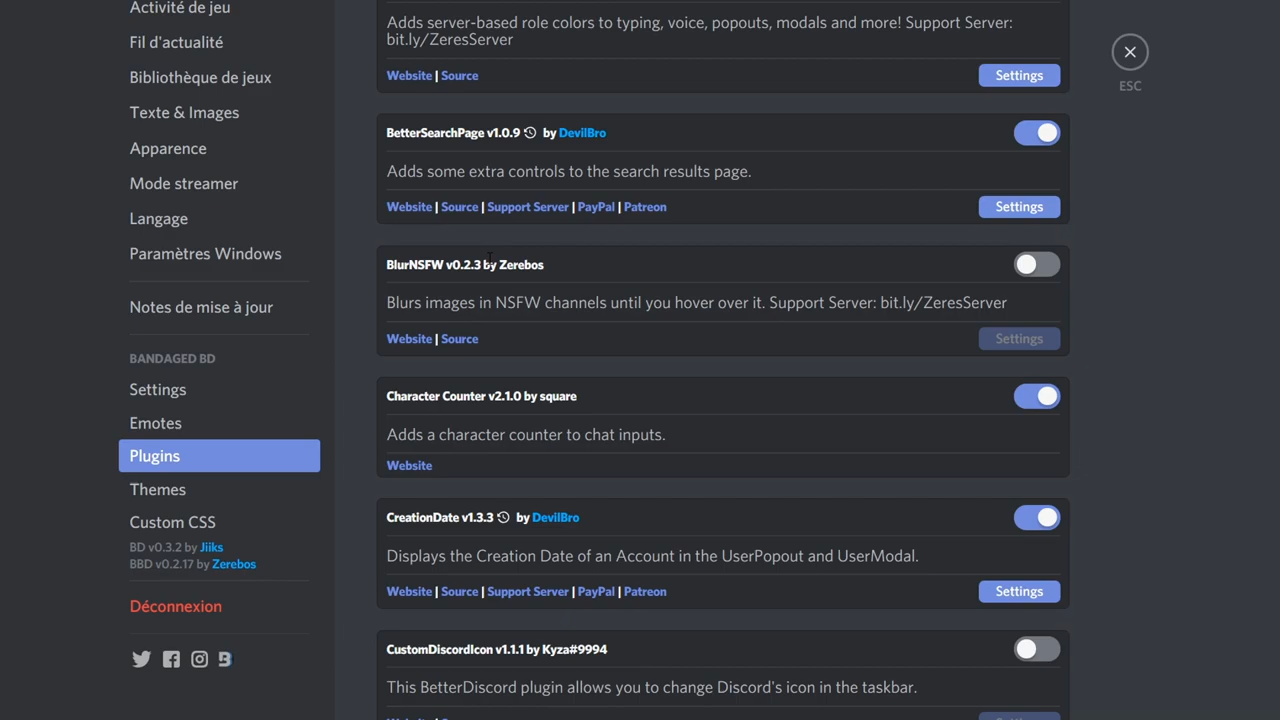 Activité de jeu
Fil d'actualité
Bibliothèque de jeux
Texte & Images
Apparence
Mode streamer
Langage
Paramètres Windows
Notes de mise à jour
BANDAGED BD
Settings
Emotes
Plugins
Themes
Custom CSS
BD v0.3.2 by Jiiks
BBD v0.2.17 by Zerebos
Déconnexion
Adds server-based role colors to typing, voice, popouts, modals and more! Support Server:
bit.ly/ZeresServer
Website | Source
Settings
BetterSearchPage v1.0.9 by DevilBro
Adds some extra controls to the search results page.
Website | Source | Support Server | PayPal | Patreon
Settings
BlurNSFW v0.2.3 by Zerebos
Blurs images in NSFW channels until you hover over it. Support Server: bit.ly/ZeresServer
Website | Source
Settings
Character Counter v2.1.0 by square
Adds a character counter to chat inputs.
Website
CreationDate v1.3.3 by DevilBro
Displays the Creation Date of an Account in the UserPopout and UserModal.
Website | Source | Support Server | PayPal | Patreon
Settings
CustomDiscordIcon v1.1.1 by Kyza#9994
This BetterDiscord plugin allows you to change Discord's icon in the taskbar.
ESC